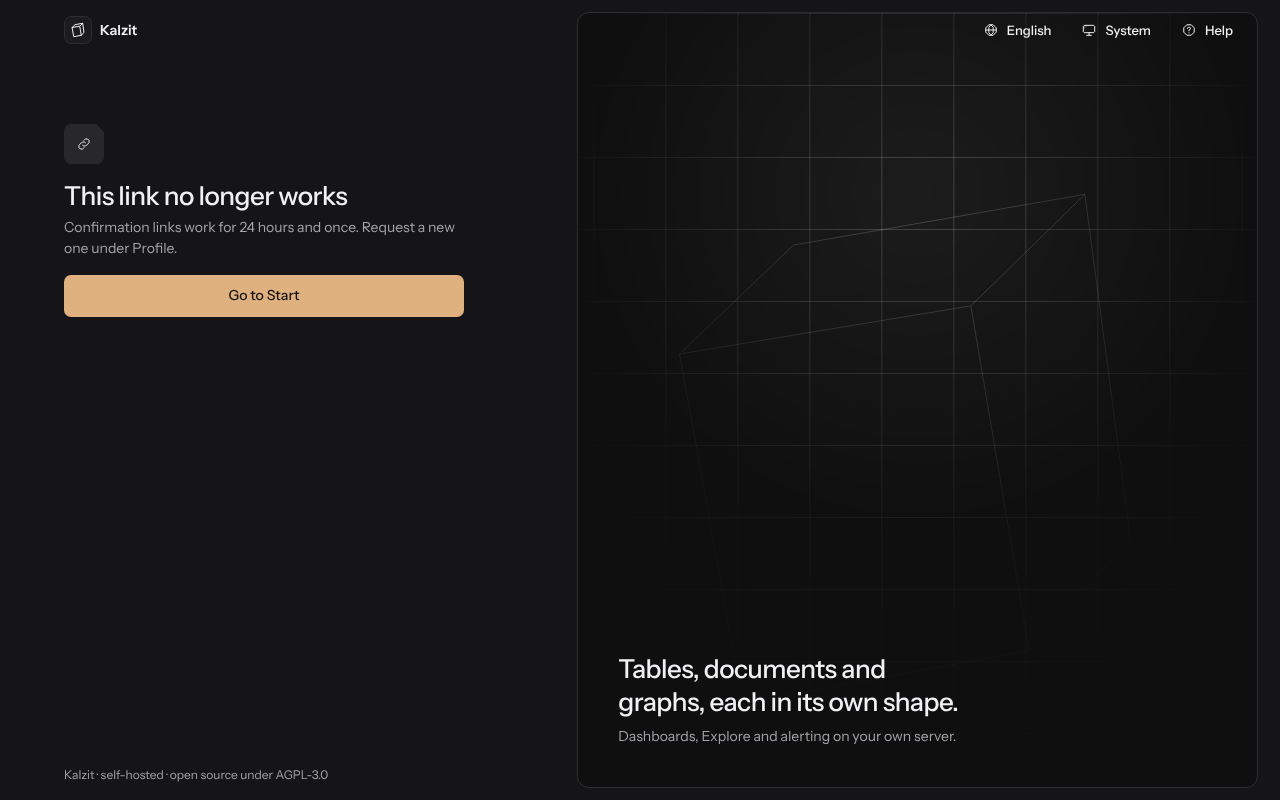 Kalzit
English
System
Help
This link no longer works
Confirmation links work for 24 hours and once. Request a new
one under Profile.
Go to Start
Tables, documents and
graphs, each in its own shape.
Dashboards, Explore and alerting on your own server.
Kalzit · self-hosted · open source under AGPL-3.0